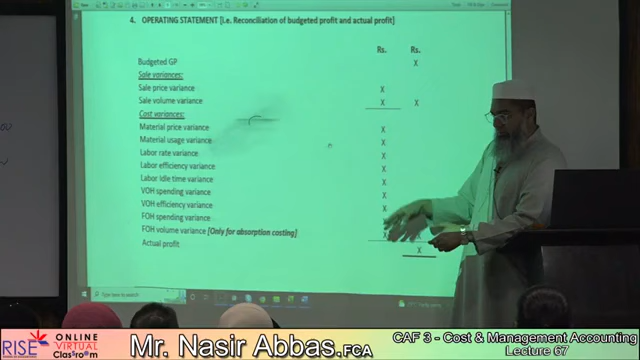 4. OPERATING STATEMENT [i.e. Reconciliation of budgeted profit and actual profit]
Rs. Rs.
Budgeted GP X
Sale variances:
Sale price variance X
Sale volume variance X X
Cost variances:
Material price variance X
Material usage variance X
Labor rate variance X
Labor efficiency variance X
Labor idle time variance X
VOH spending variance X
VOH efficiency variance X
FOH spending variance X
FOH volume variance [Only for absorption costing] X
Actual profit X
Type here to search
RISE ONLINE VIRTUAL Classroom
Mr. Nasir Abbas.FCA
CAF 3 - Cost & Management Accounting
Lecture 67